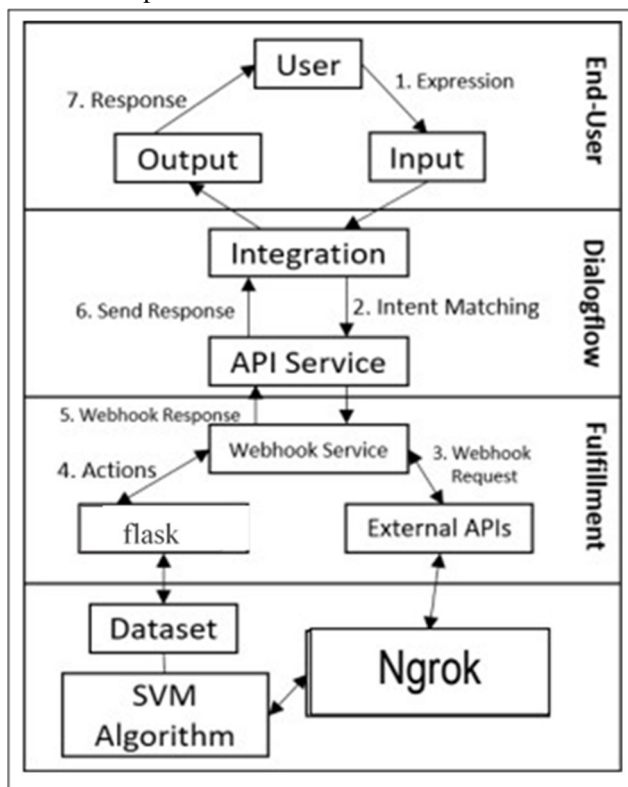 User
1. Expression
7. Response
Output
Input
End-User
Integration
6. Send Response
2. Intent Matching
API Service
Dialogflow
5. Webhook Response
Webhook Service
3. Webhook
Request
4. Actions
flask
External APIs
Fulfillment
Dataset
Ngrok
SVM
Algorithm